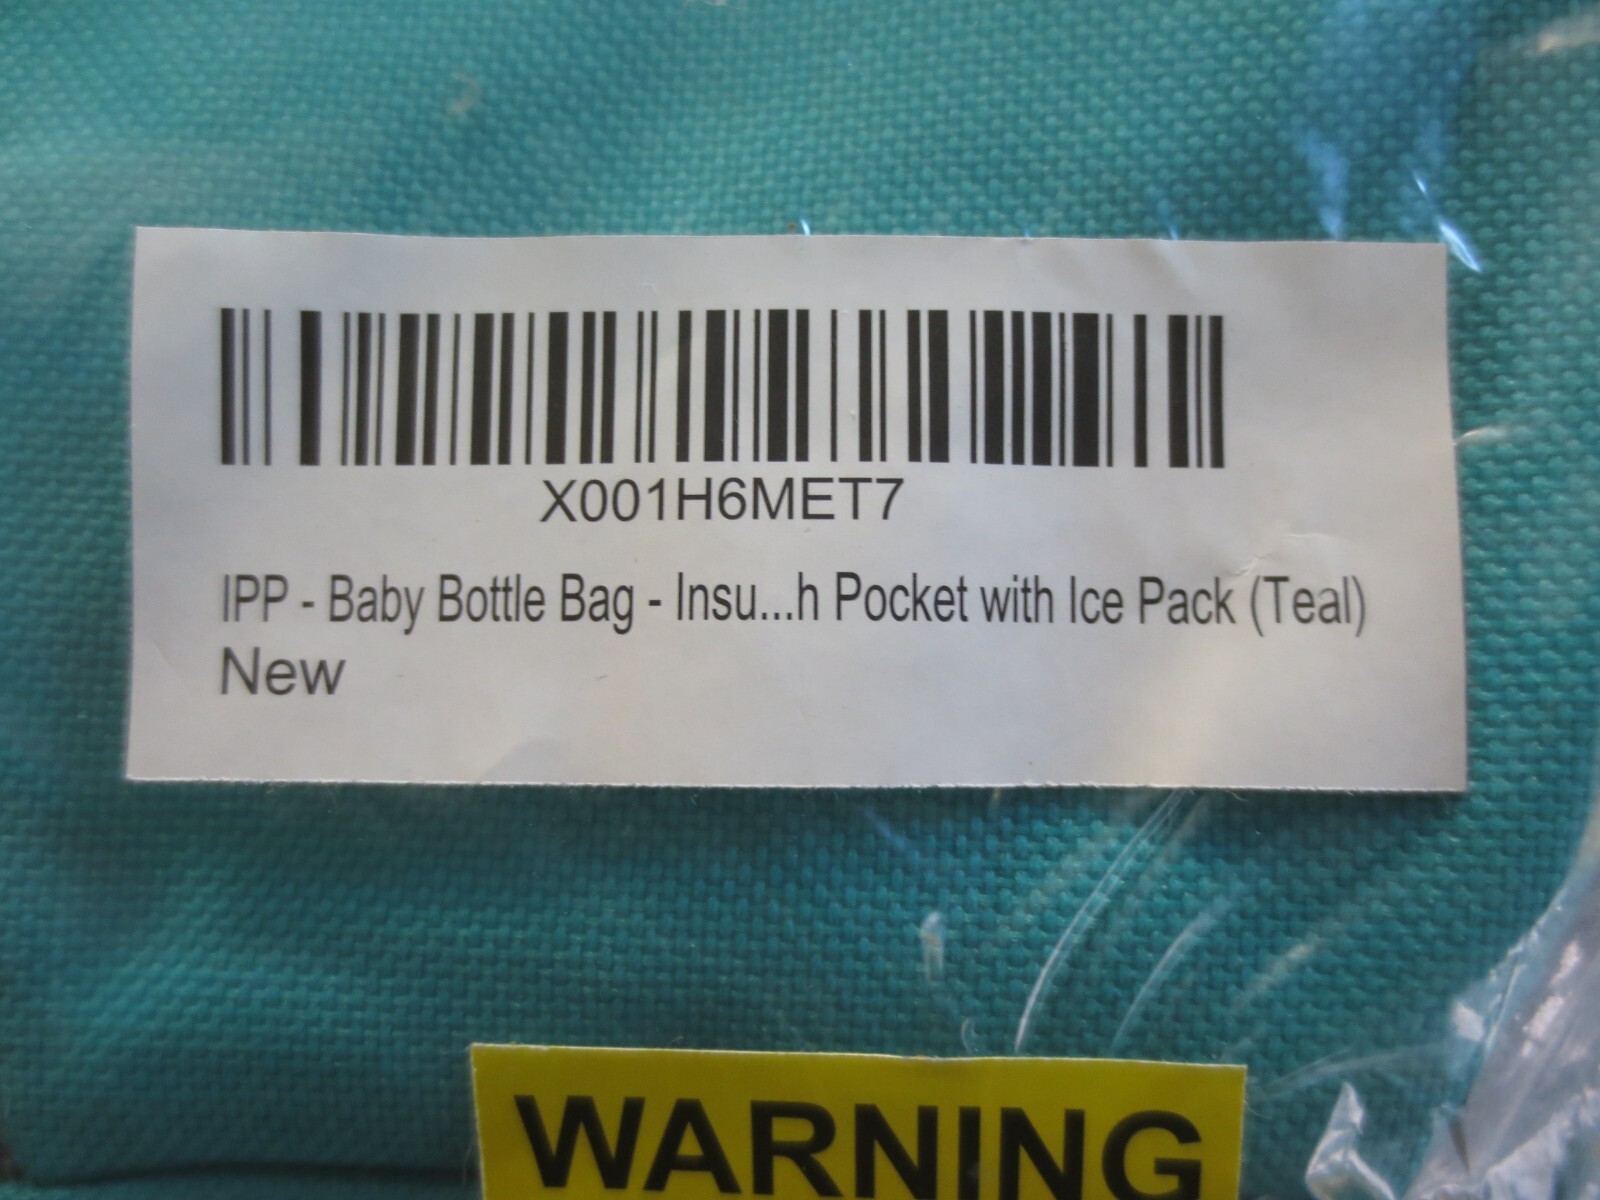 X001H6MET7
IPP - Baby Bottle Bag - Insu...h Pocket with Ice Pack (Teal)
New
WARNING